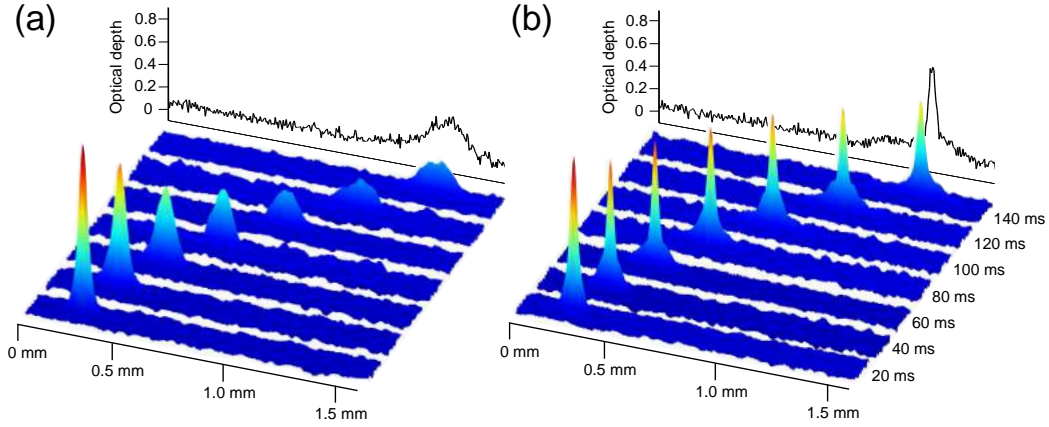 (a)
Optical depth
0.8
0.6
0.4
0.2
0
0 mm
0.5 mm
1.0 mm
1.5 mm
(b)
Optical depth
0.8
0.6
0.4
0.2
0
140 ms
120 ms
100 ms
80 ms
60 ms
40 ms
20 ms
0 mm
0.5 mm
1.0 mm
1.5 mm